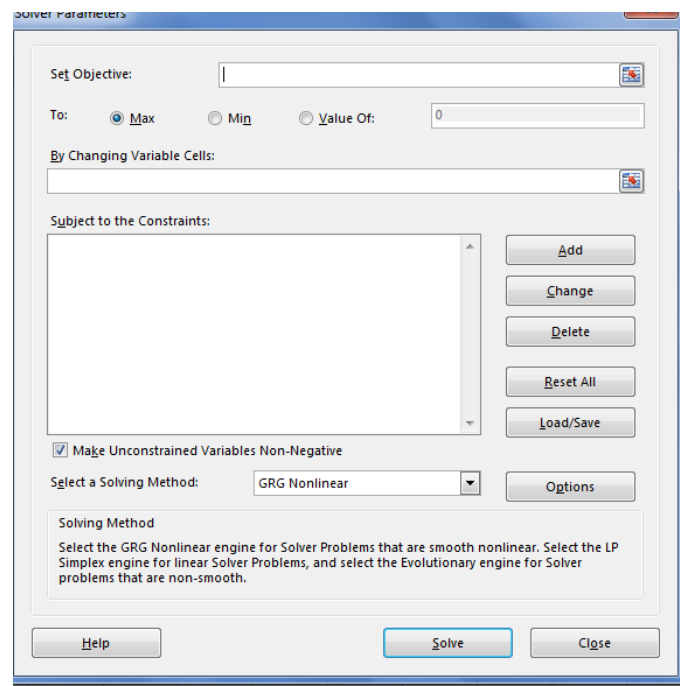 Solver Parameters
Set Objective:
To: Max Min Value Of: 0
By Changing Variable Cells:
Subject to the Constraints:
Add
Change
Delete
Reset All
Load/Save
Make Unconstrained Variables Non-Negative
Select a Solving Method: GRG Nonlinear Options
Solving Method
Select the GRG Nonlinear engine for Solver Problems that are smooth nonlinear. Select the LP
Simplex engine for linear Solver Problems, and select the Evolutionary engine for Solver
problems that are non-smooth.
Help Solve Close